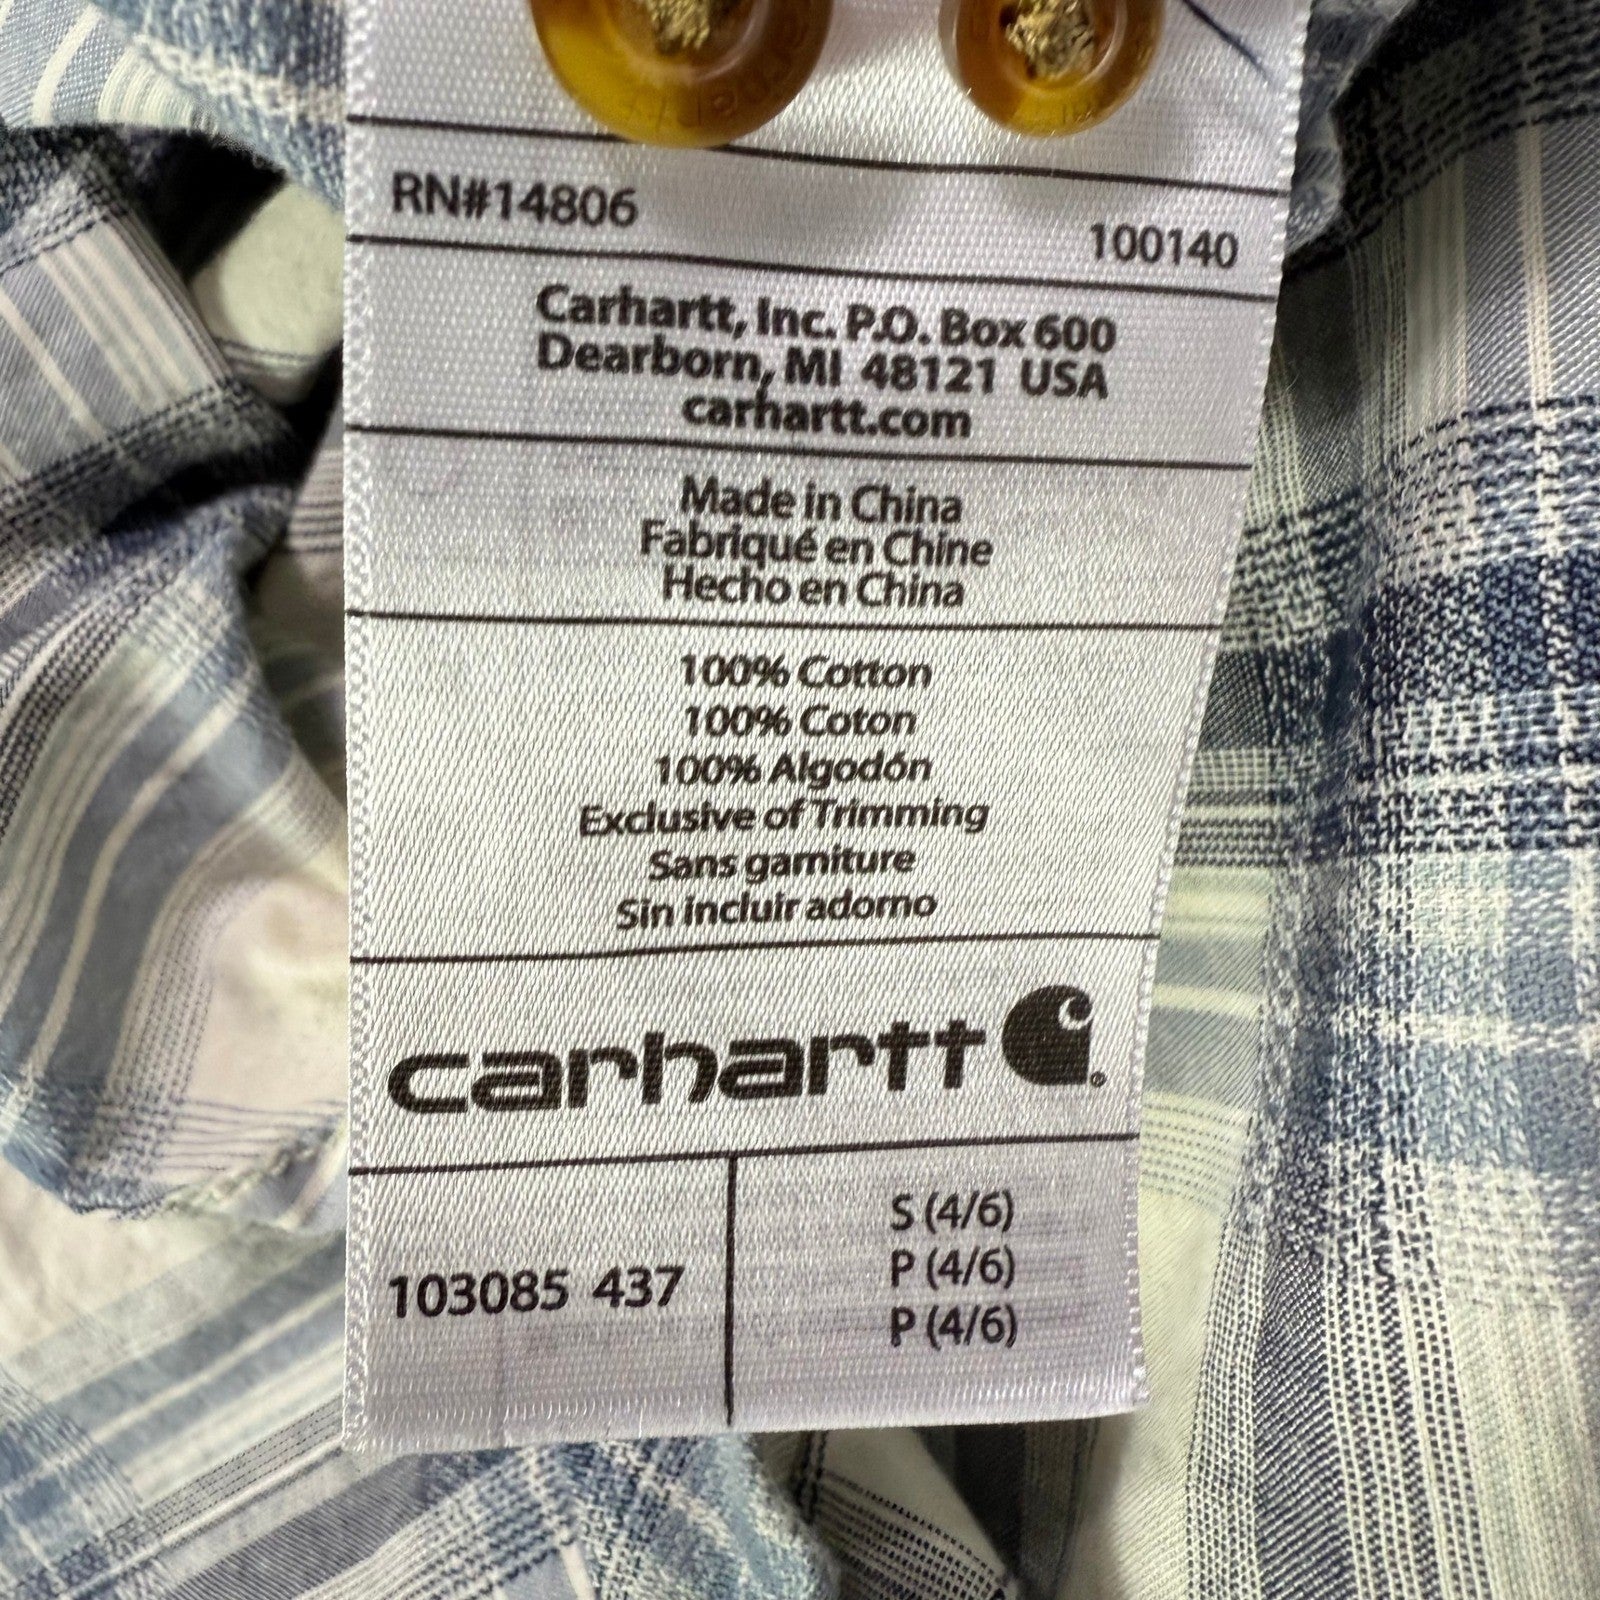 RN#14806
100140
Carhartt, Inc. P.O. Box 600
Dearborn, MI 48121 USA
carhartt.com
Made in China
Fabriqué en Chine
Hecho en China
100% Cotton
100% Coton
100% Algodón
Exclusive of Trimming
Sans garniture
Sin incluir adorno
carhartt
103085 437
S (4/6)
P (4/6)
P (4/6)